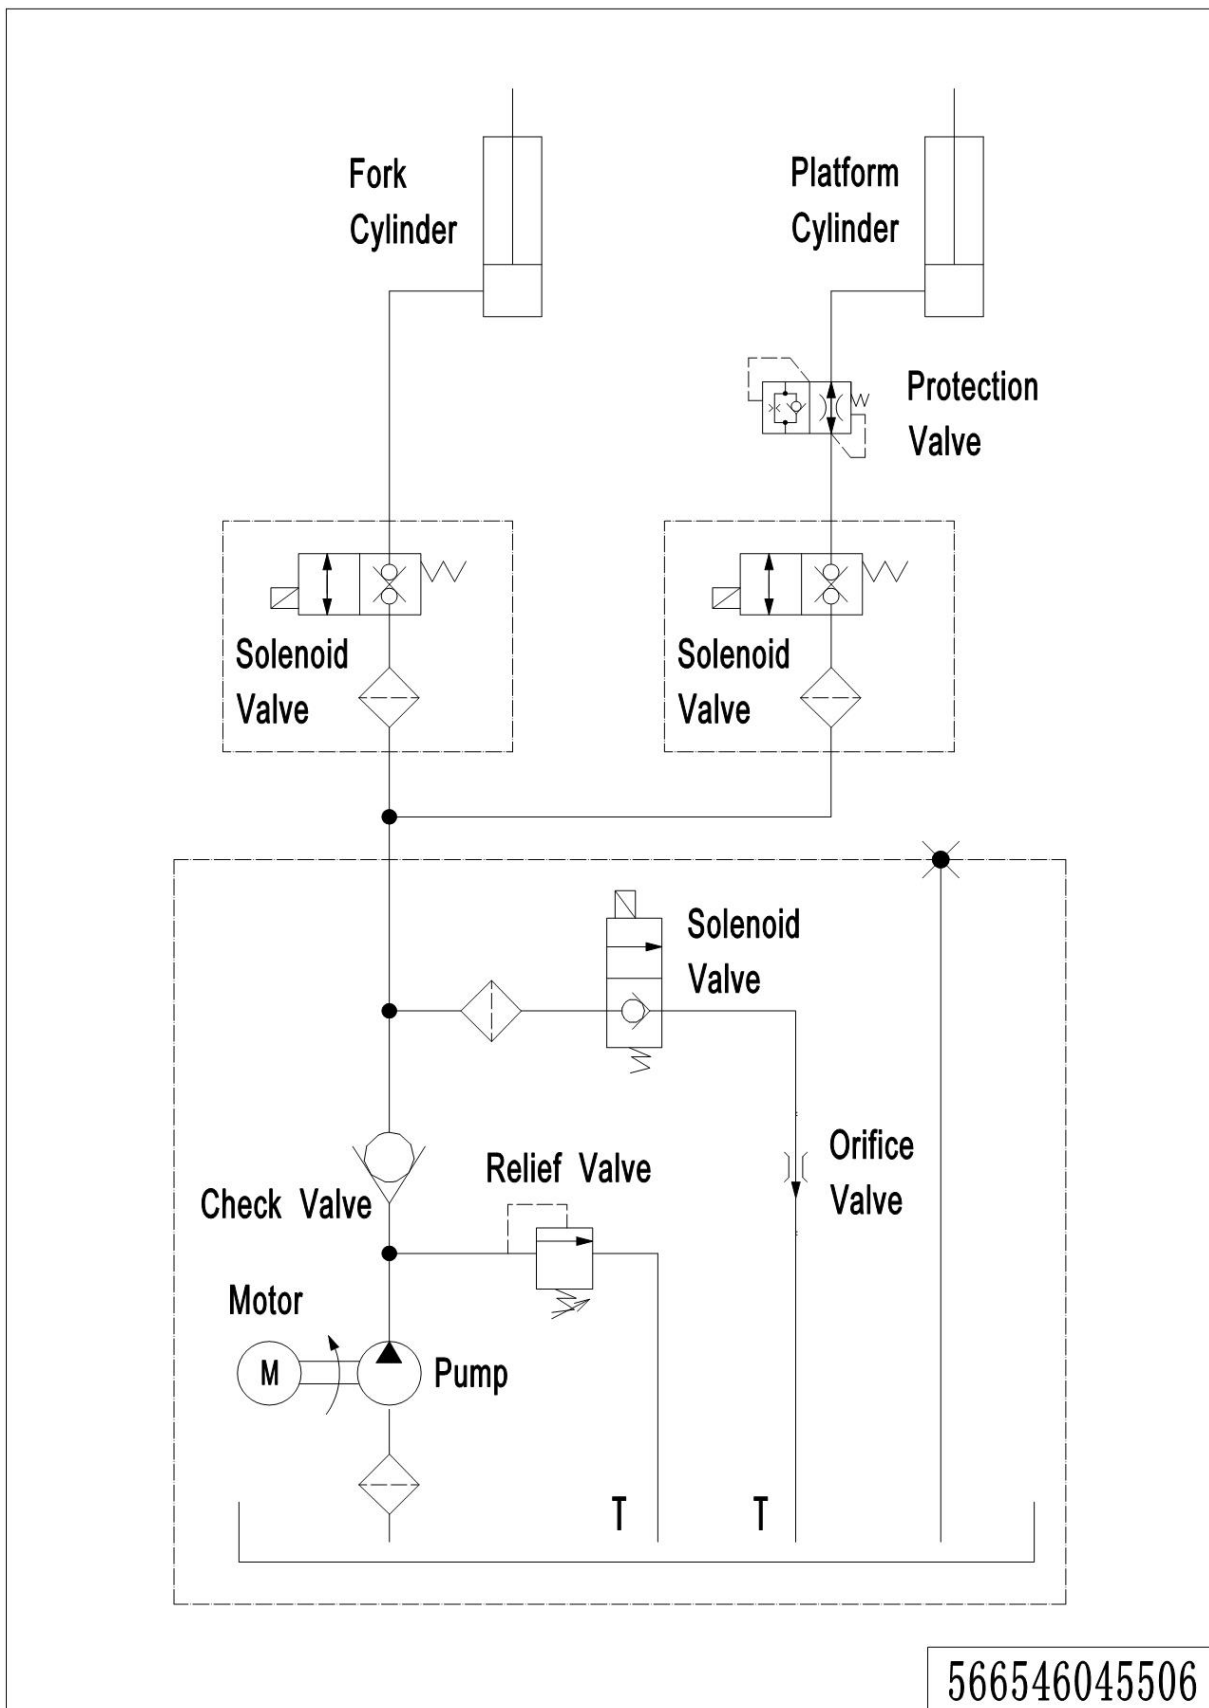 Fork
Cylinder
Platform
Cylinder
Protection
Valve
Solenoid
Valve
Solenoid
Valve
Solenoid
Valve
Orifice
Valve
Relief Valve
Check Valve
Motor
M
Pump
T
T
566546045506